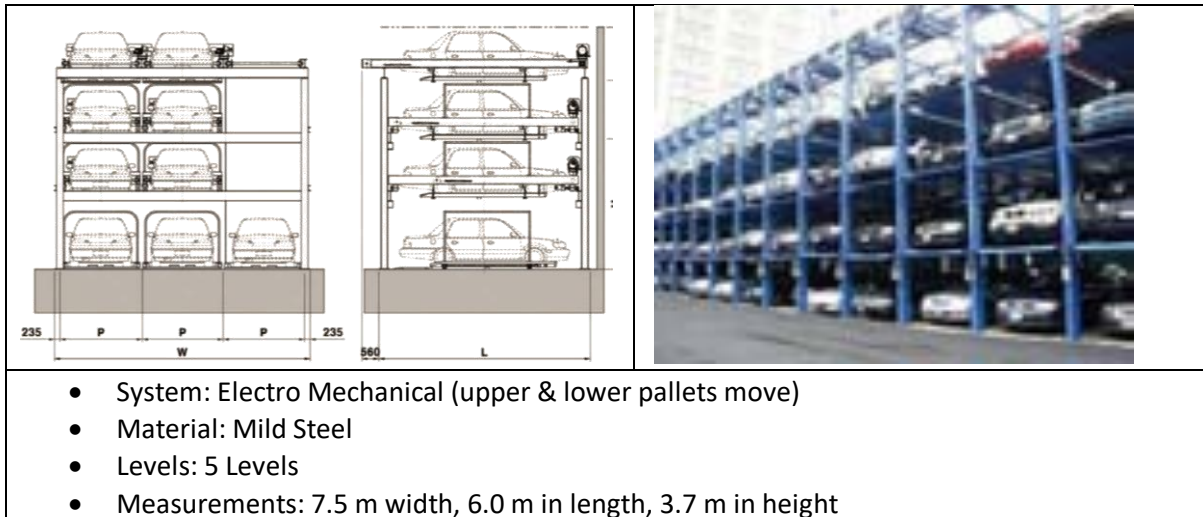 235 P P P 235
W
560 L
• System: Electro Mechanical (upper & lower pallets move)
• Material: Mild Steel
• Levels: 5 Levels
• Measurements: 7.5 m width, 6.0 m in length, 3.7 m in height